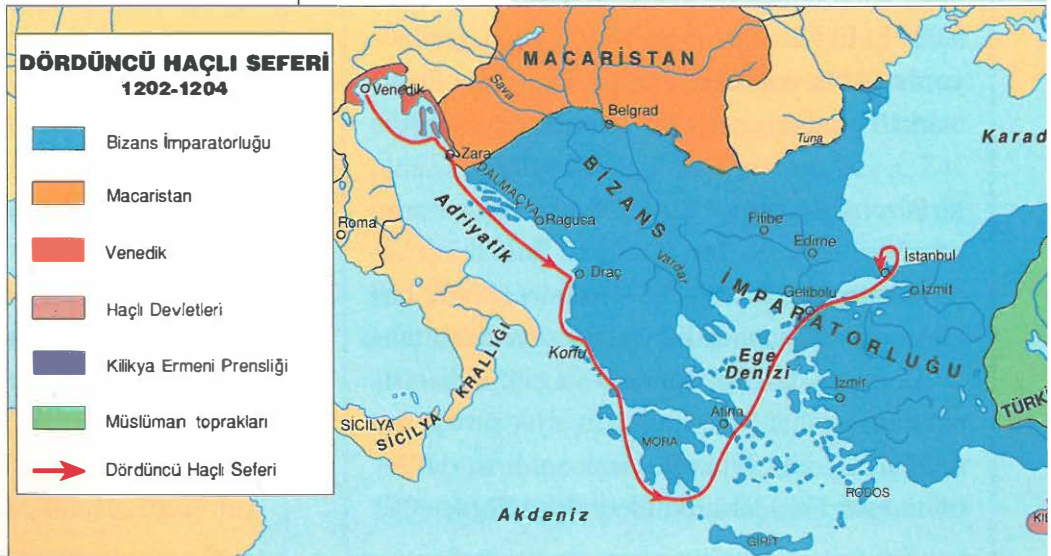 DÖRDÜNCÜ HAÇLI SEFERİ
1202-1204
Bizans İmparatorluğu
Macaristan
Venedik
Haçlı Devletleri
Kilikya Ermeni Prensliği
Müslüman toprakları
Dördüncü Haçlı Seferi
MACARİSTAN
Venedik
Sava
Belgrad
Tuna
Karad
Zara
DALMAÇYA
BİZANS
Roma
Adriyatik
Ragusa
Filibe
Edirne
İstanbul
Draç
Vardar
İMPARATORLUĞU
Gelibolu
İzmit
Korfu
Ege
Denizi
İzmir
TÜRKİ
SİCİLYA
SİCİLYA KRALLIĞI
Atina
MORA
RODOS
Akdeniz
GİRİT
KIB